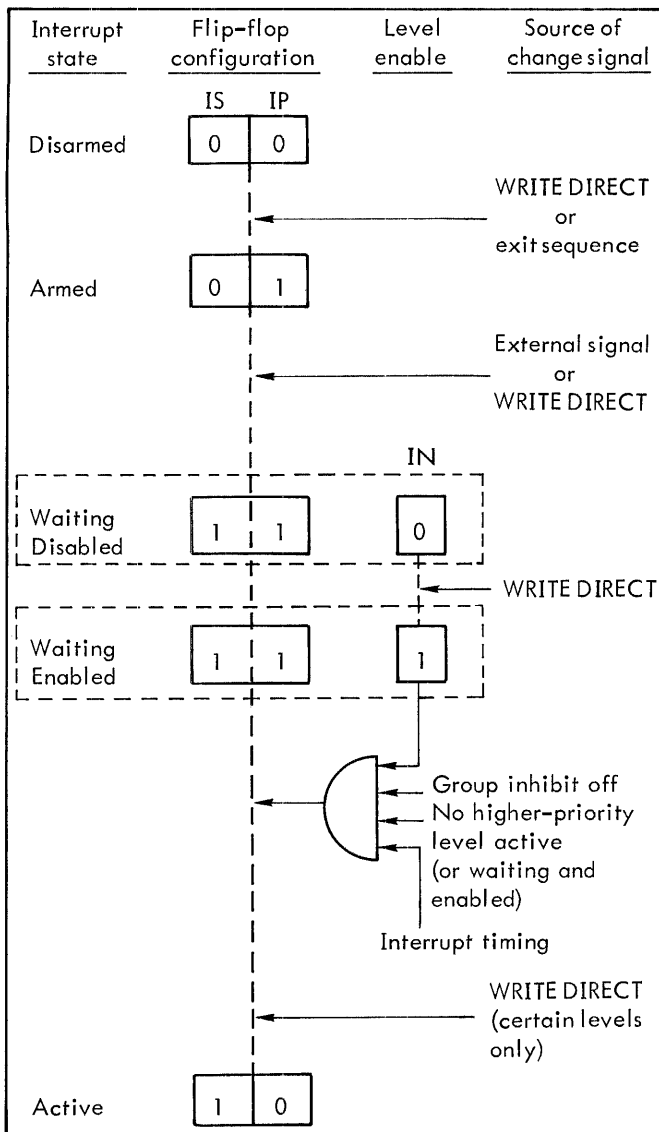 Interrupt state
Flip-flop configuration
Level enable
Source of change signal
IS IP
Disarmed 0 0
WRITE DIRECT
or
exit sequence
Armed 0 1
External signal
or
WRITE DIRECT
IN
Waiting
Disabled 1 1 0
WRITE DIRECT
Waiting
Enabled 1 1 1
Group inhibit off
No higher-priority
level active
(or waiting and
enabled)
Interrupt timing
WRITE DIRECT
(certain levels
only)
Active 1 0